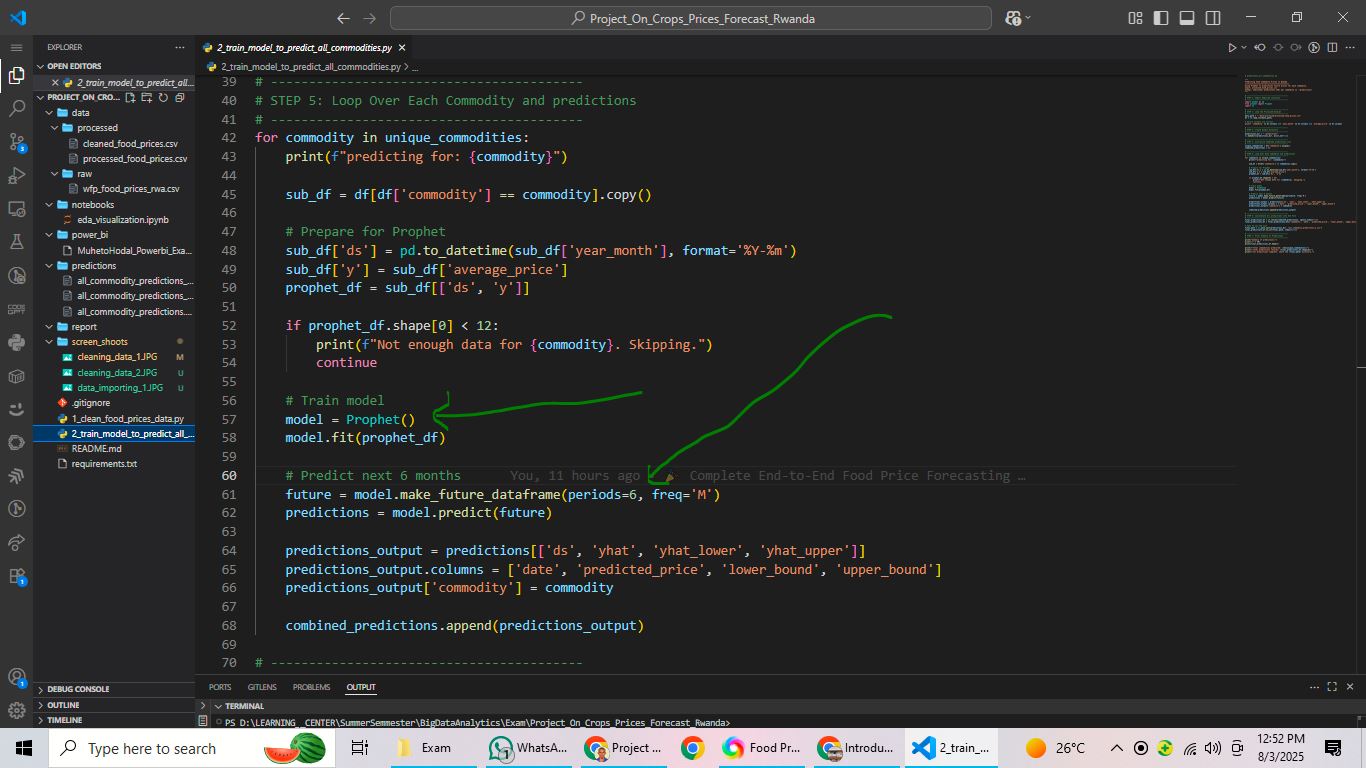 Project_On_Crops_Prices_Forecast_Rwanda
EXPLORER
OPEN EDITORS
2_train_model_to_predict_all...
PROJECT_ON_CRO...
data
processed
cleaned_food_prices.csv
processed_food_prices.csv
raw
wfp_food_prices_rwa.csv
notebooks
eda_visualization.ipynb
power_bi
MuhetoHodal_Powerbi_Exa...
predictions
all_commodity_predictions_...
all_commodity_predictions_...
all_commodity_predictions....
report
screen_shoots
cleaning_data_1.JPG M
cleaning_data_2.JPG U
data_importing_1.JPG U
.gitignore
1_clean_food_prices_data.py
2_train_model_to_predict_all_...
README.md
requirements.txt
DEBUG CONSOLE
OUTLINE
TIMELINE
2_train_model_to_predict_all_commodities.py
2_train_model_to_predict_all_commodities.py > ...
39 # -----------------------------------------
40 # STEP 5: Loop Over Each Commodity and predictions
41 # -----------------------------------------
42 for commodity in unique_commodities:
43 print(f"predicting for: {commodity}")
44
45 sub_df = df[df['commodity'] == commodity].copy()
46
47 # Prepare for Prophet
48 sub_df['ds'] = pd.to_datetime(sub_df['year_month'], format='%Y-%m')
49 sub_df['y'] = sub_df['average_price']
50 prophet_df = sub_df[['ds', 'y']]
51
52 if prophet_df.shape[0] < 12:
53 print(f"Not enough data for {commodity}. Skipping.")
54 continue
55
56 # Train model
57 model = Prophet()
58 model.fit(prophet_df)
59
60 # Predict next 6 months You, 11 hours ago Complete End-to-End Food Price Forecasting …
61 future = model.make_future_dataframe(periods=6, freq='M')
62 predictions = model.predict(future)
63
64 predictions_output = predictions[['ds', 'yhat', 'yhat_lower', 'yhat_upper']]
65 predictions_output.columns = ['date', 'predicted_price', 'lower_bound', 'upper_bound']
66 predictions_output['commodity'] = commodity
67
68 combined_predictions.append(predictions_output)
69
70 # -----------------------------------------
PORTS GITLENS PROBLEMS OUTPUT
TERMINAL
PS D:\LEARNING__CENTER\SummerSemmester\BigDataAnalytics\Exam\Project_On_Crops_Prices_Forecast_Rwanda>
Type here to search
Exam
WhatsA...
Project ...
Food Pr...
Introdu...
2_train_...
26°C
12:52 PM
8/3/2025